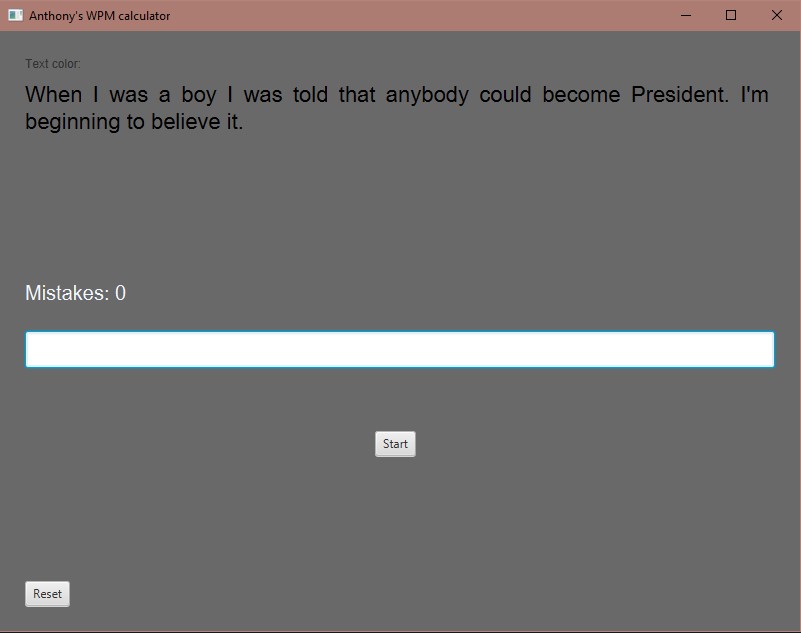 Anthony's WPM calculator
Text color:
When I was a boy I was told that anybody could become President. I'm
beginning to believe it.
Mistakes: 0
Start
Reset